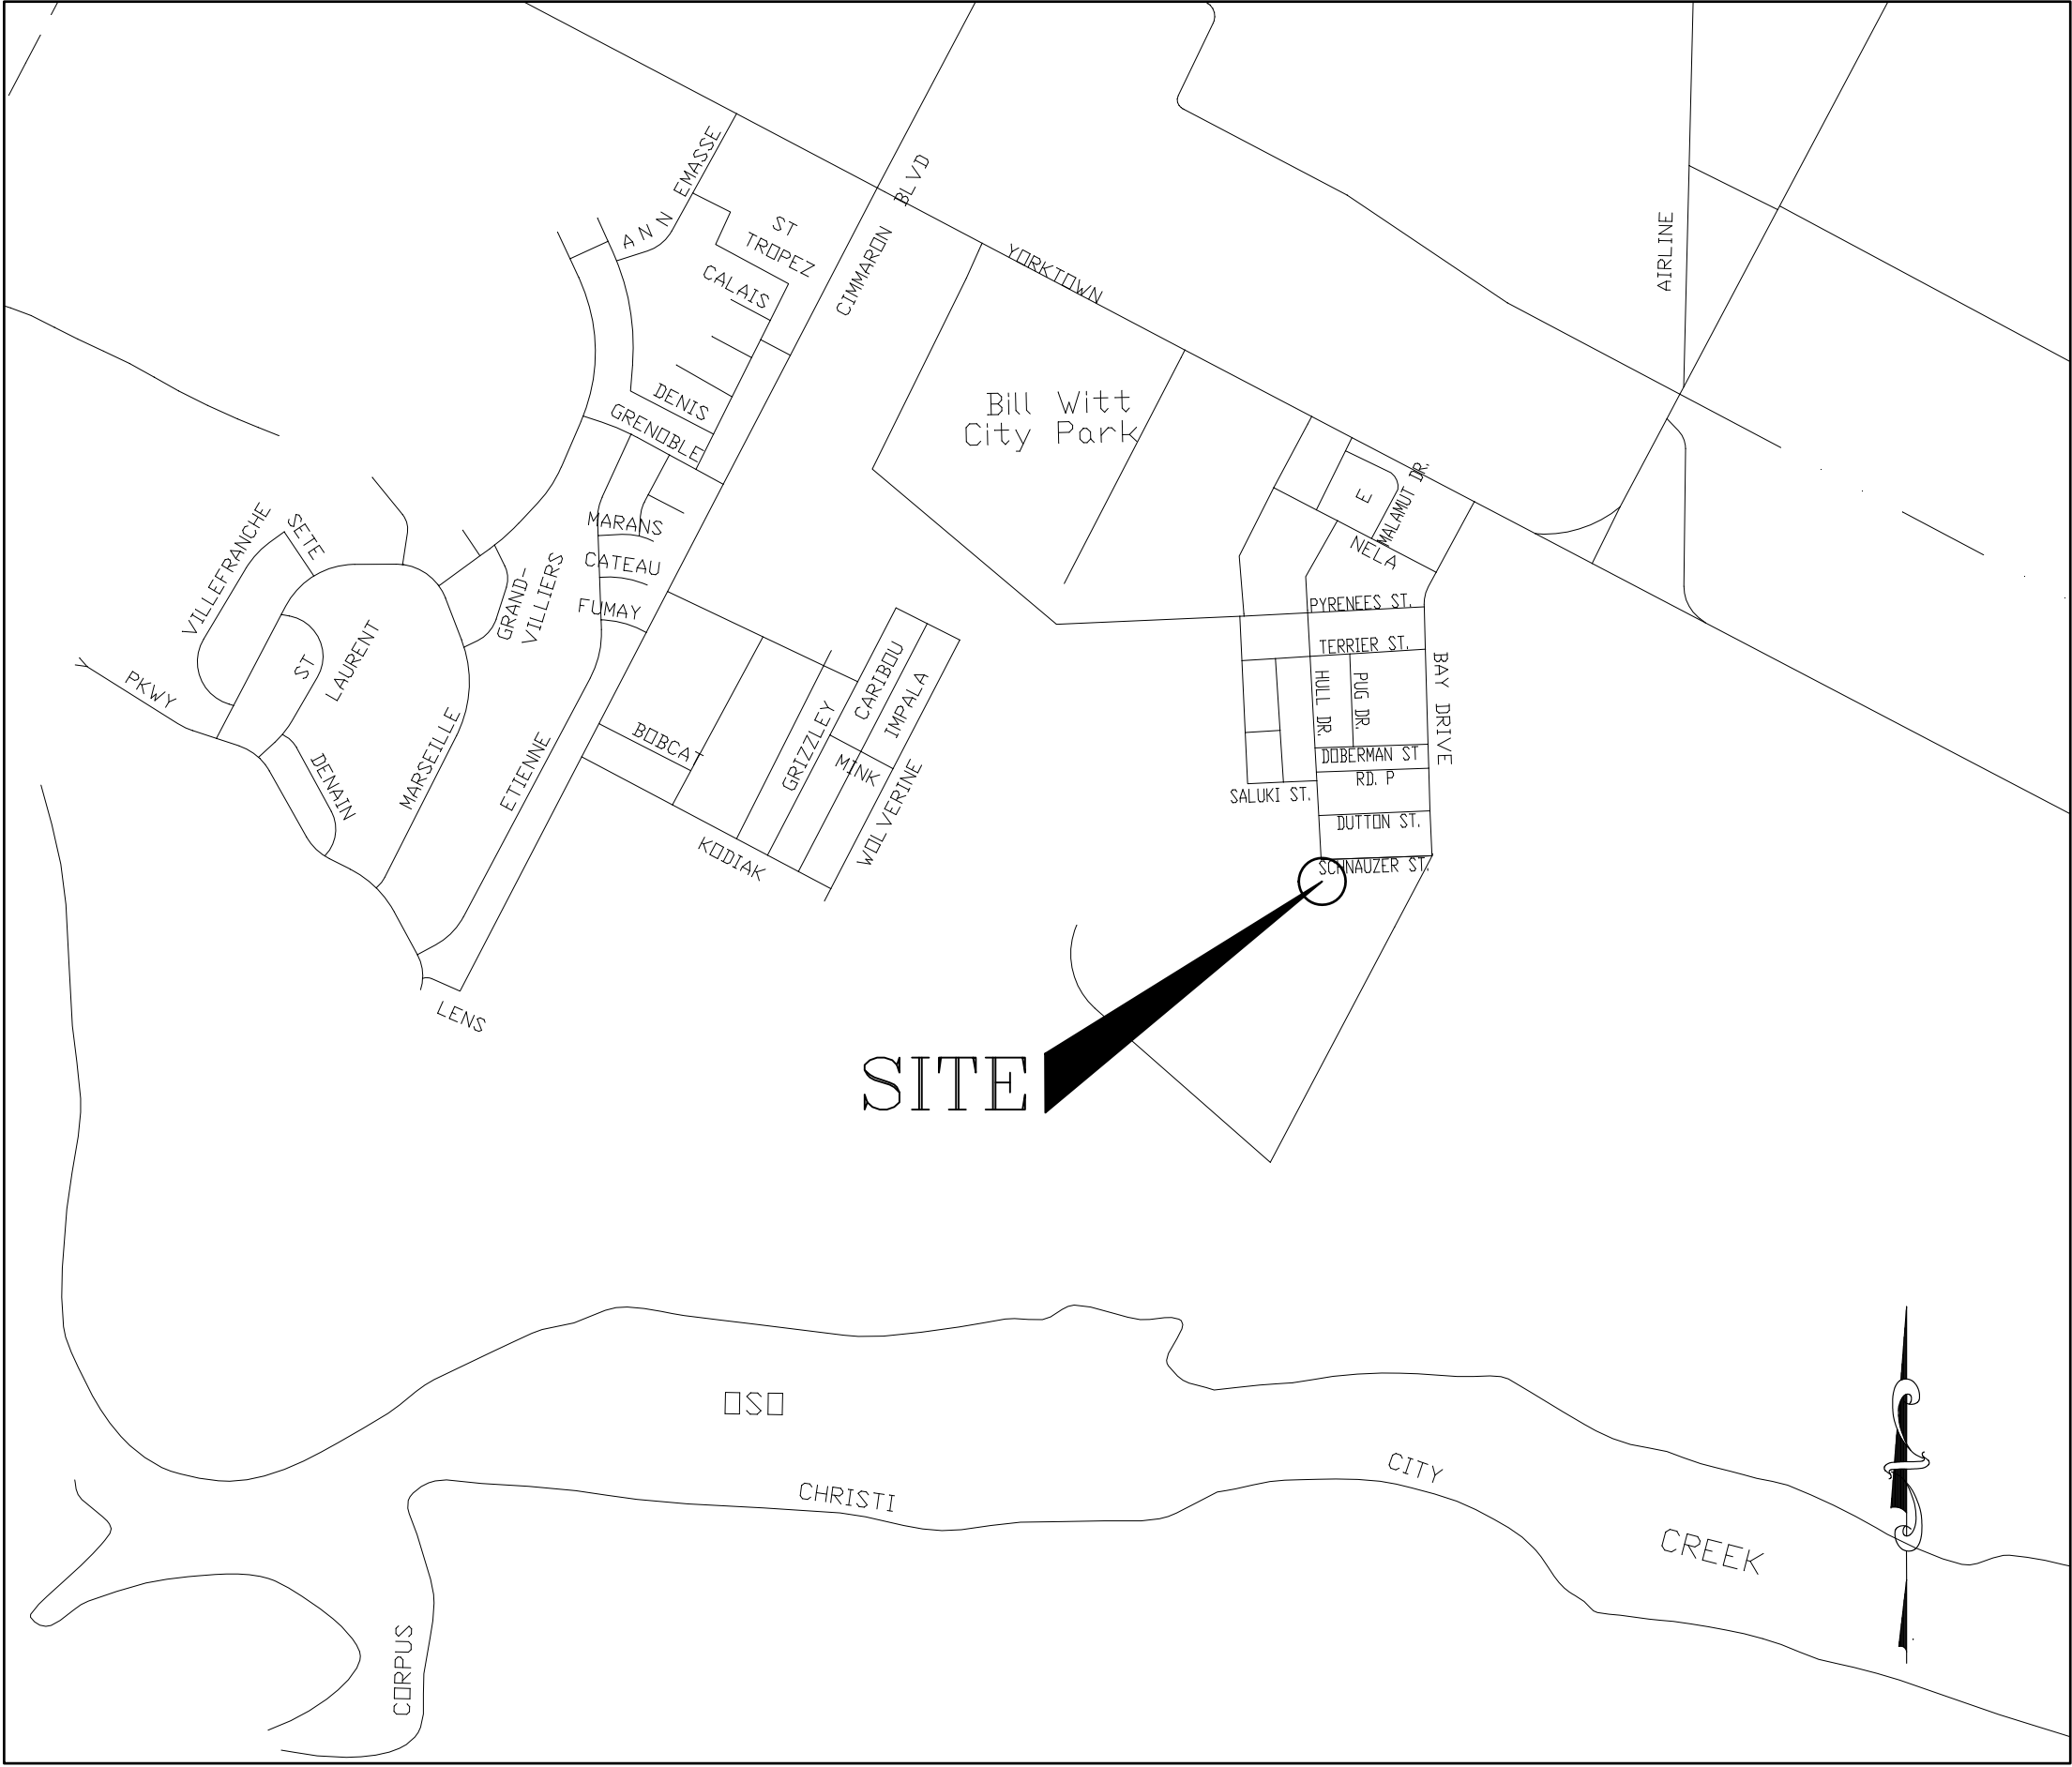 EMASSE
ANN
ST
TROPEZ
CALAIS
BLVD
CIMMARON
YORKTOWN
AIRLINE
DENIS
GRENOBLE
Bill Witt
City Park
MARANS
CATEAU
FUMAY
VILLEFRANCHE
SETE
GRAND-
VILLIERS
ST
LAURENT
PKWY
Y
DENAIN
MARSEILLE
ETIENNE
LENS
BOBCAT
GRIZZLEY
CARIBOU
IMPALA
MINK
WOLVERINE
KODIAK
E
MALAMUT DR.
NELA
PYRENEES ST.
TERRIER ST.
HULL DR.
PUG DR.
BAY DRIVE
DOBERMAN ST
RD. P
SALUKI ST.
DUTTON ST.
SCHNAUZER ST.
SITE
OSO
CREEK
CORPUS
CHRISTI
CITY